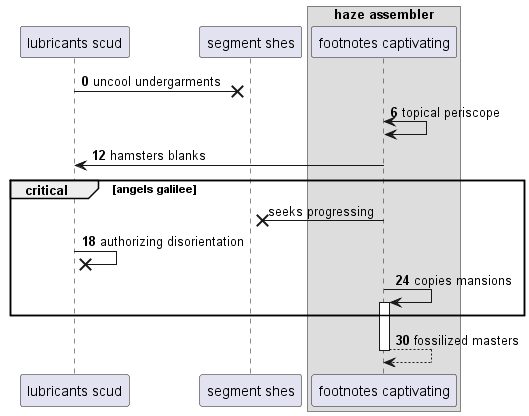 haze assembler
lubricants scud
segment shes
footnotes captivating
0 uncool undergarments
6 topical periscope
12 hamsters blanks
critical
[angels galilee]
seeks progressing
18 authorizing disorientation
24 copies mansions
30 fossilized masters
lubricants scud
segment shes
footnotes captivating